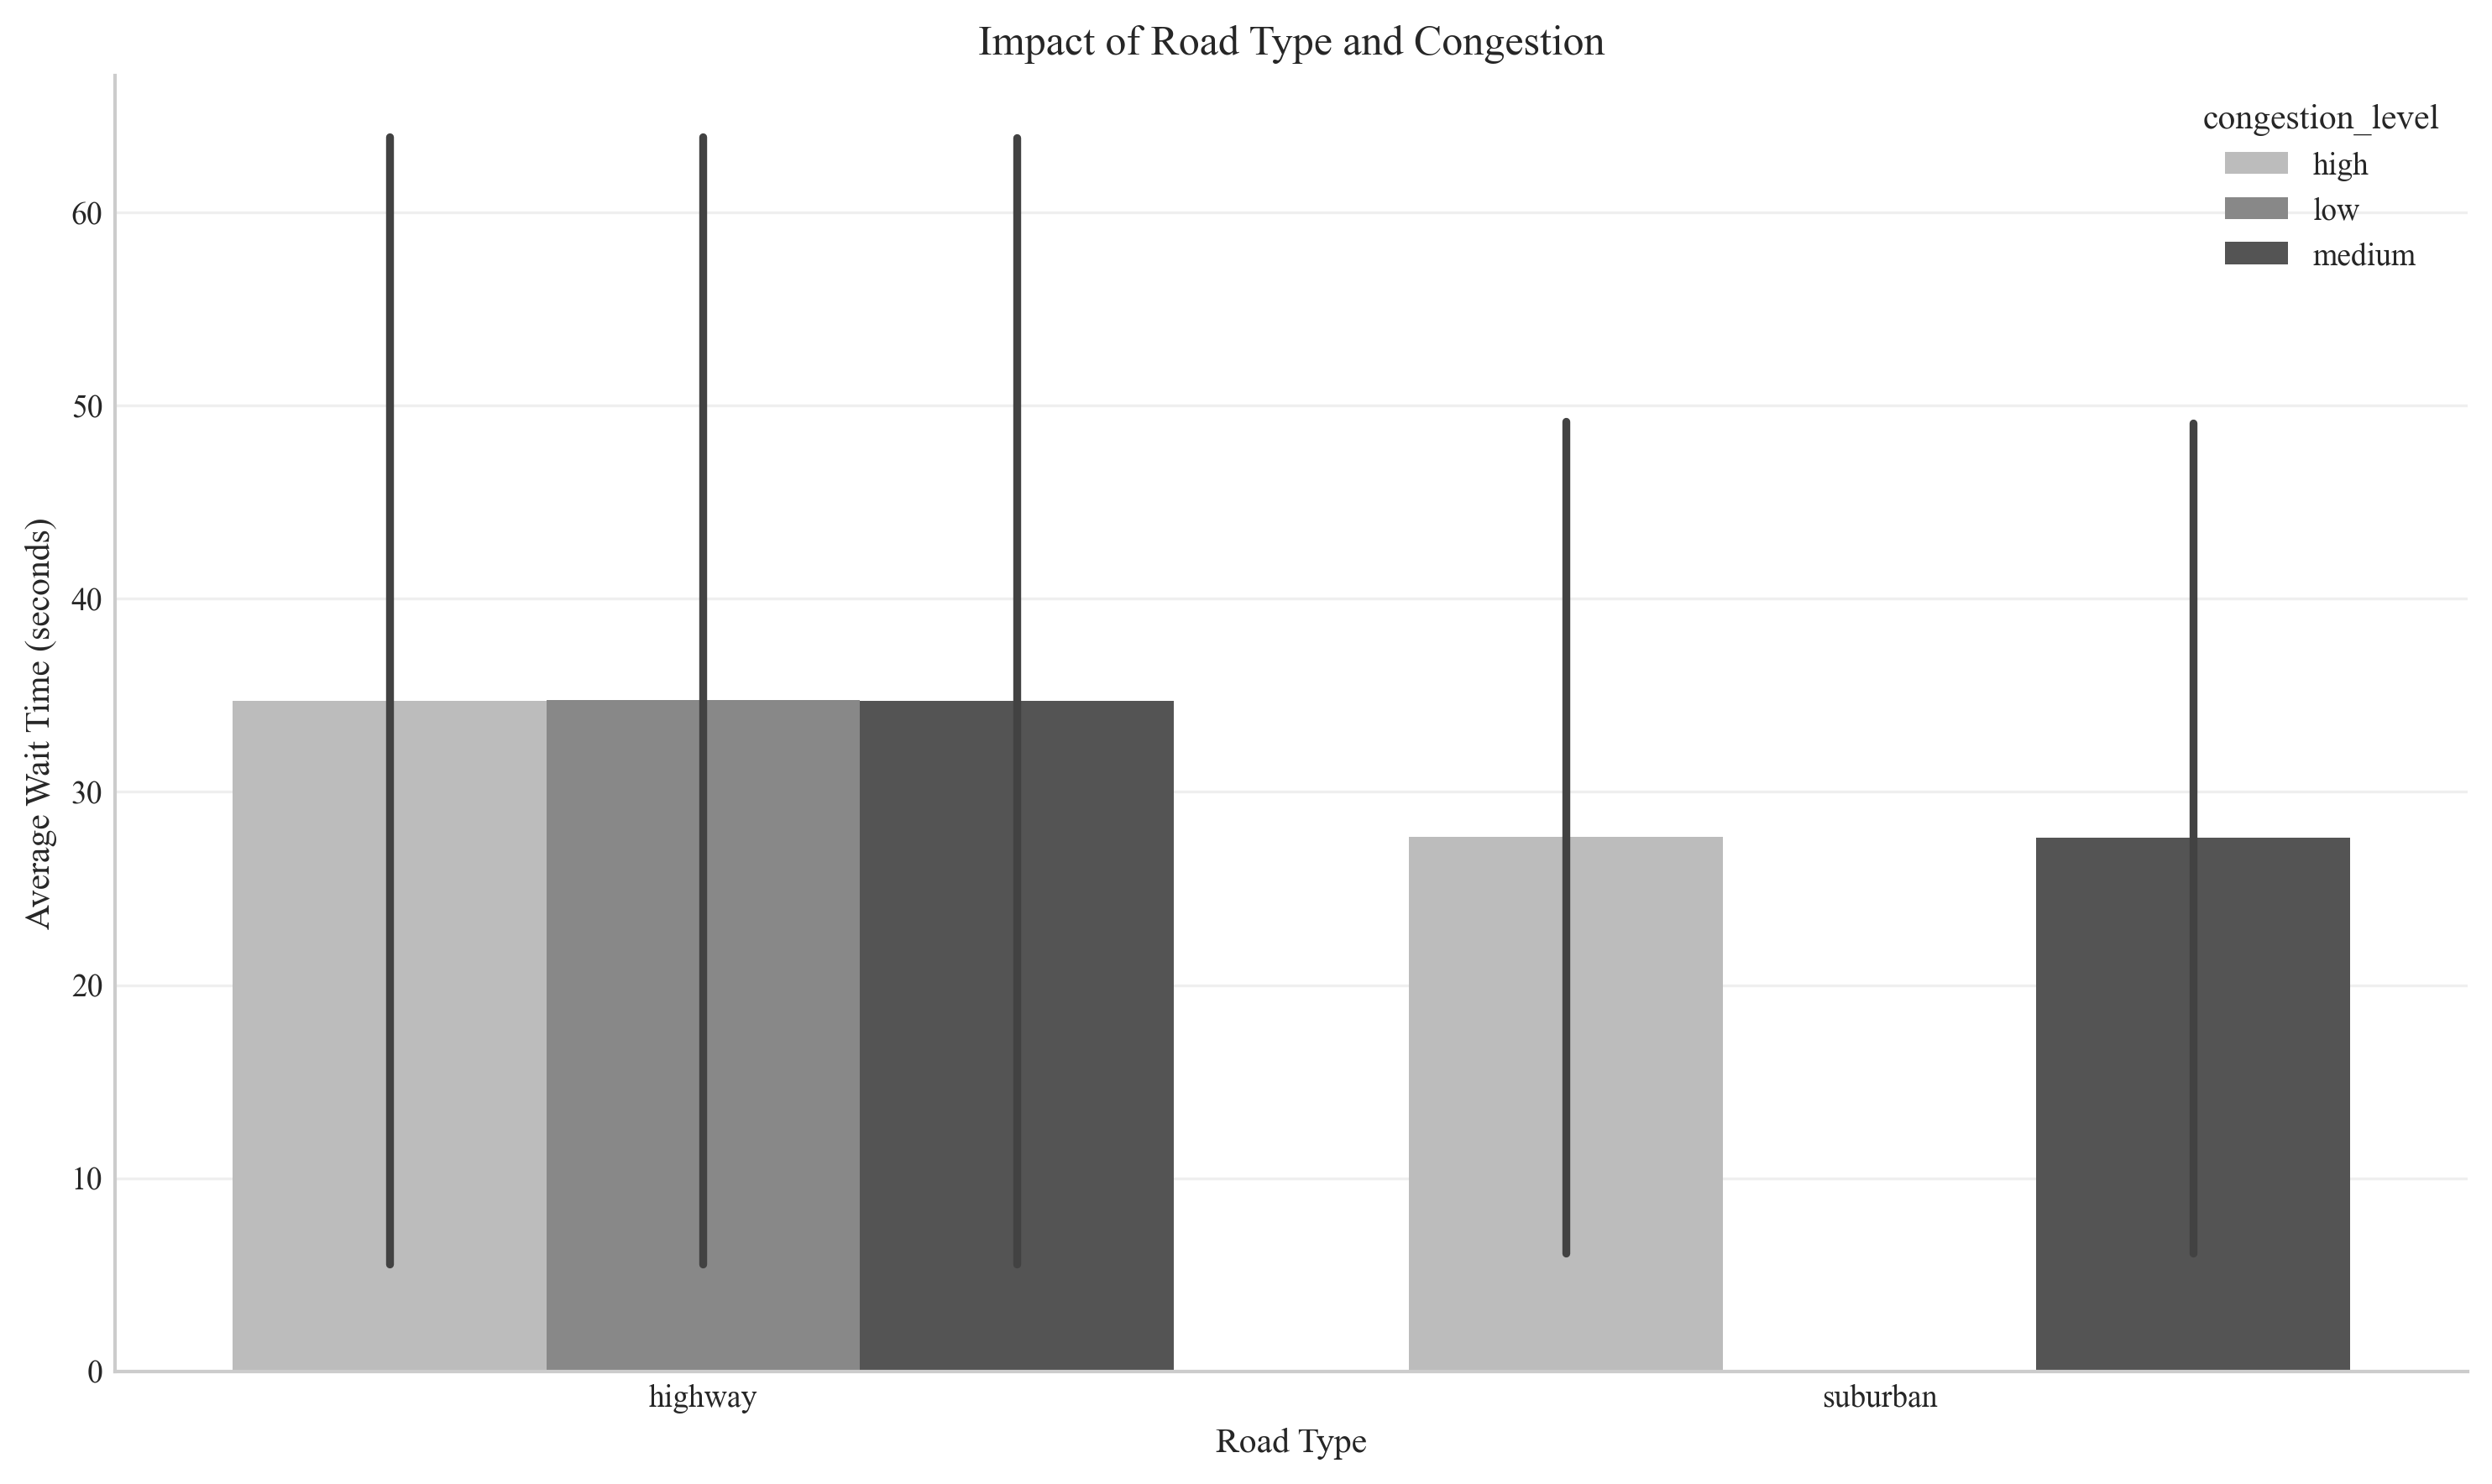 Impact of Road Type and Congestion
congestion_level
high
low
medium
Average Wait Time (seconds)
60
50
40
30
20
10
0
highway suburban
Road Type